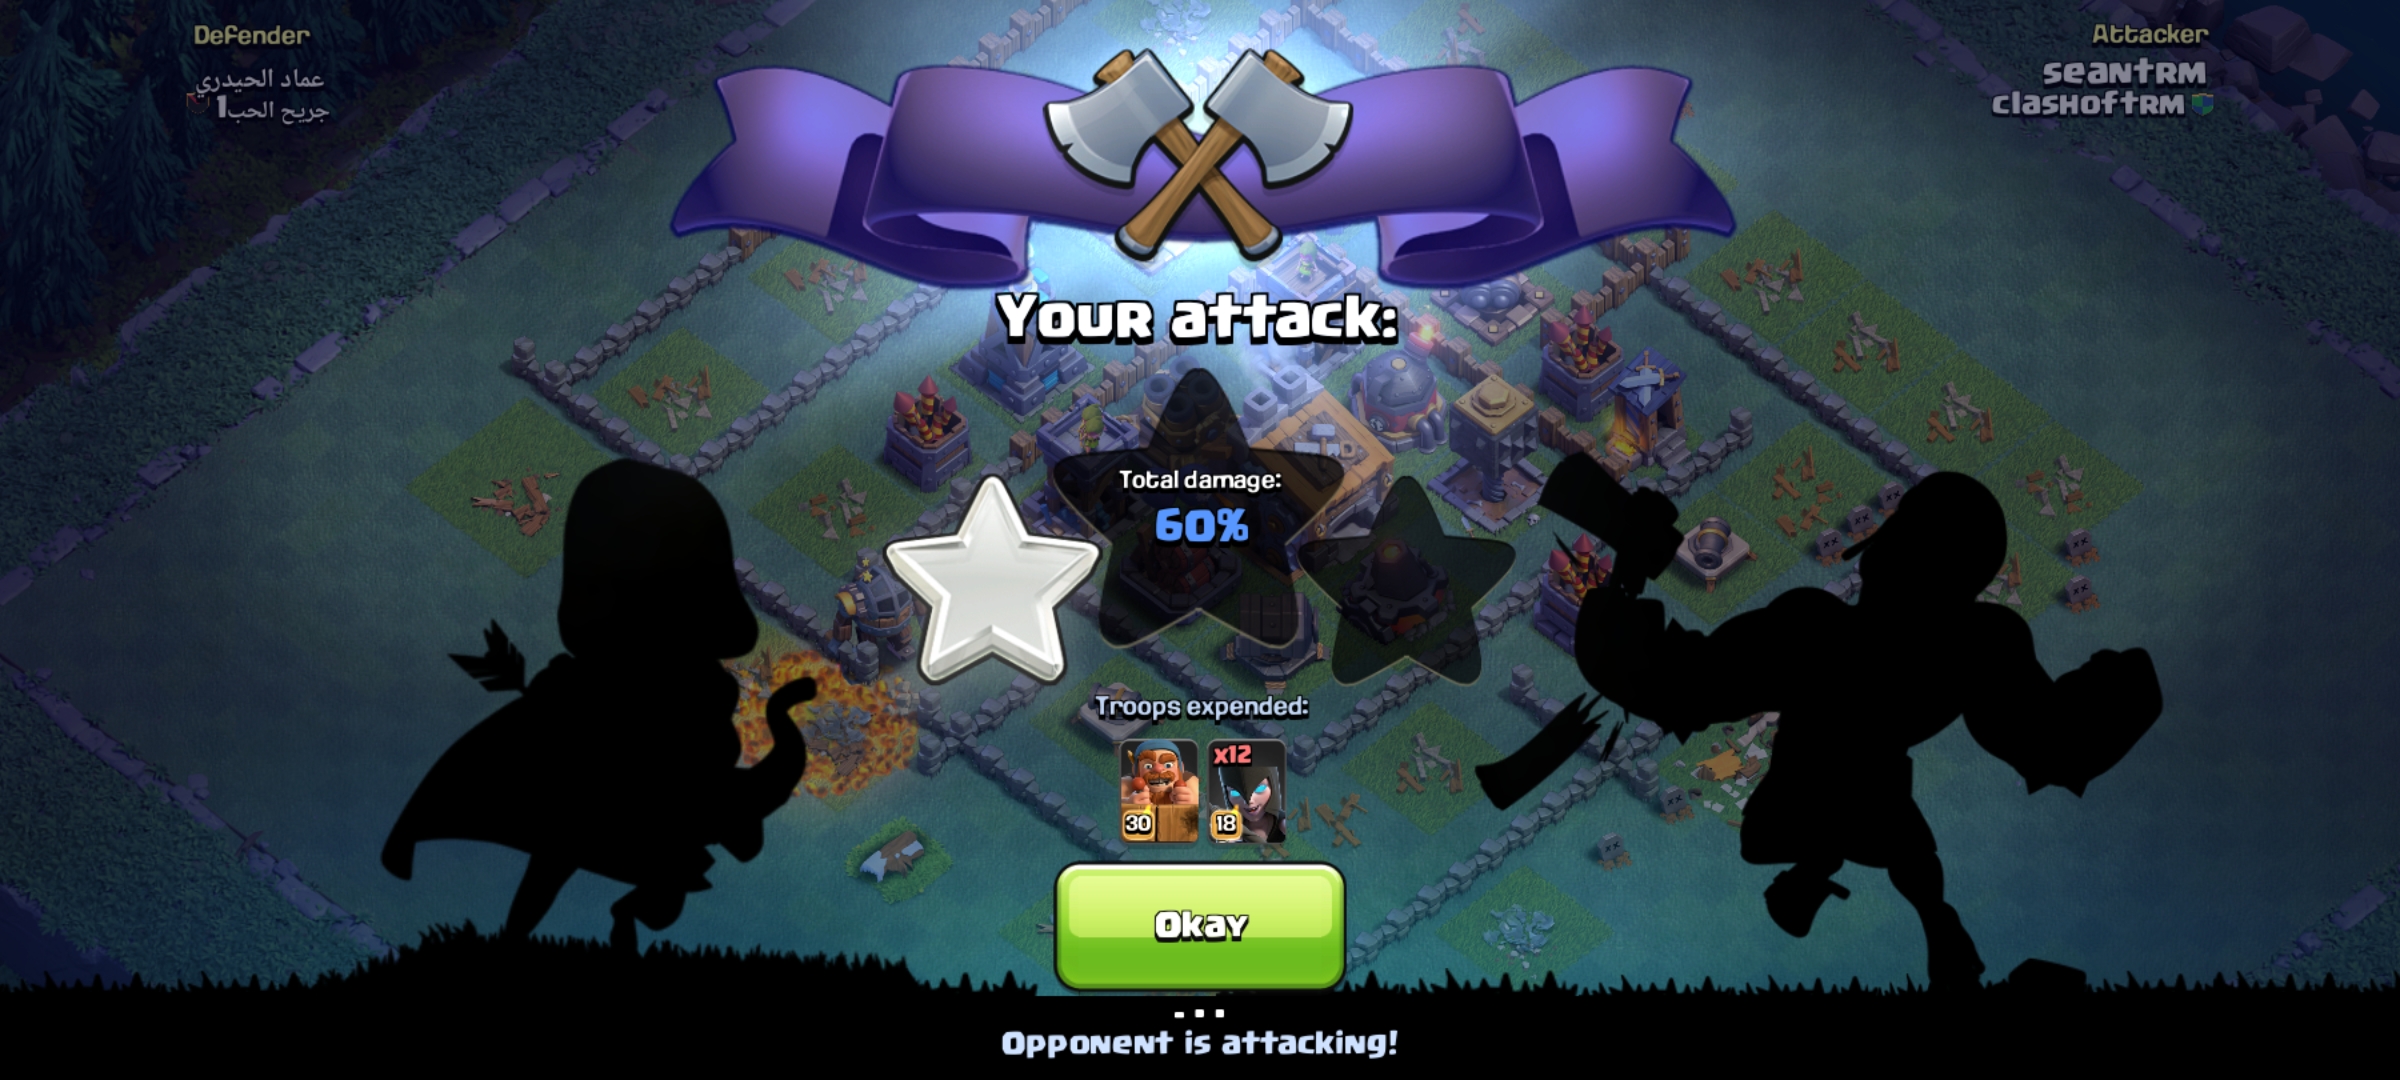 Defender
عماد الحيدري
جريح الحب1
Attacker
seantRM
clashoftRM
Your attack:
Total damage:
60%
Troops expended:
x12
30
18
Okay
...
Opponent is attacking!